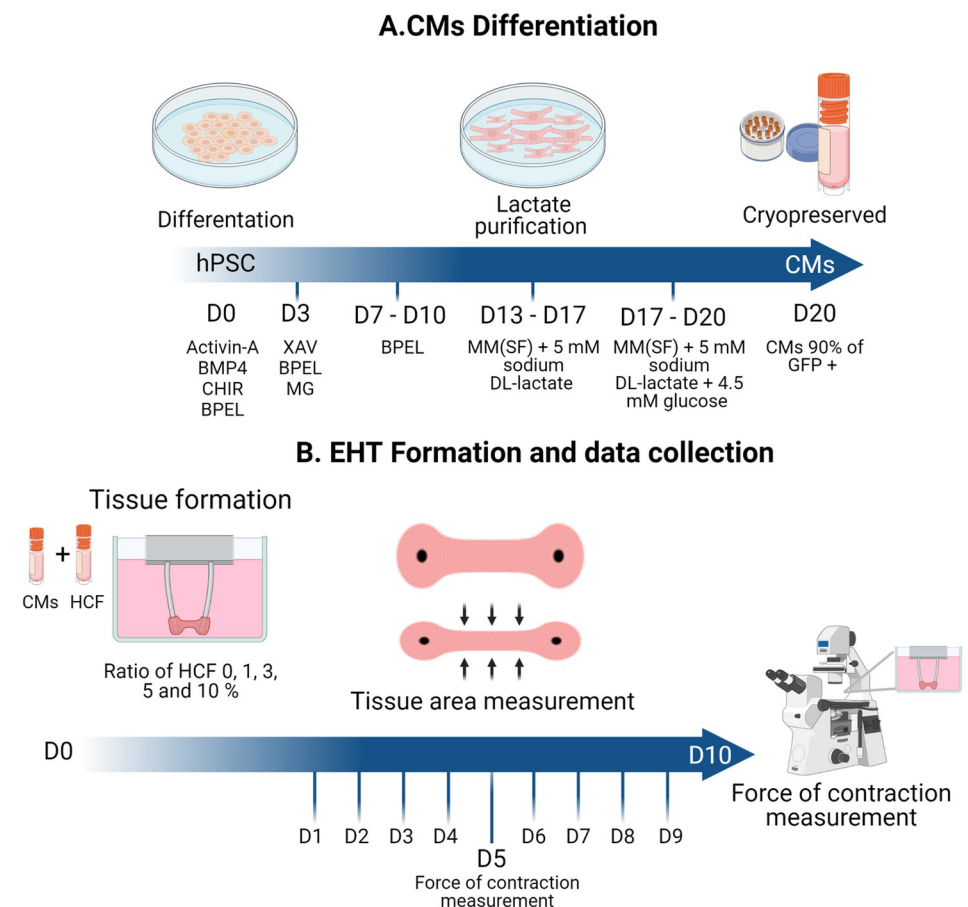 A.CMs Differentiation
Differentation
Lactate
purification
Cryopreserved
hPSC
CMs
D0
D3
D7 - D10
D13 - D17
D17 - D20
D20
Activin-A
BMP4
CHIR
BPEL
XAV
BPEL
MG
BPEL
MM(SF) + 5 mM
sodium
DL-lactate
MM(SF) + 5 mM
sodium
DL-lactate + 4.5
mM glucose
CMs 90% of
GFP +
B. EHT Formation and data collection
Tissue formation
+
CMs
HCF
Ratio of HCF 0, 1, 3,
5 and 10 %
Tissue area measurement
D0
D10
D1
D2
D3
D4
D5
D6
D7
D8
D9
Force of contraction
measurement
Force of contraction
measurement